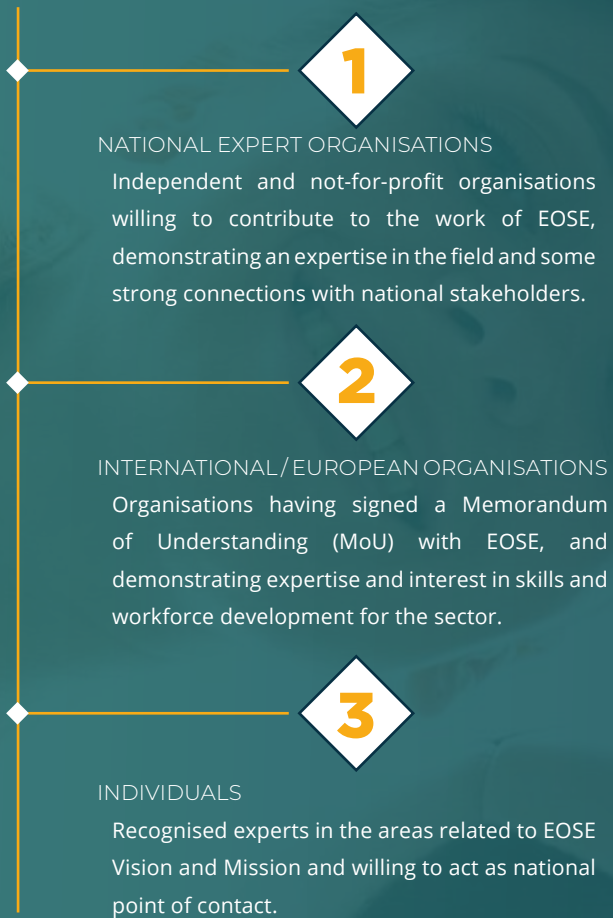 1
NATIONAL EXPERT ORGANISATIONS
Independent and not-for-profit organisations
willing to contribute to the work of EOSE,
demonstrating an expertise in the field and some
strong connections with national stakeholders.
2
INTERNATIONAL / EUROPEAN ORGANISATIONS
Organisations having signed a Memorandum
of Understanding (MoU) with EOSE, and
demonstrating expertise and interest in skills and
workforce development for the sector.
3
INDIVIDUALS
Recognised experts in the areas related to EOSE
Vision and Mission and willing to act as national
point of contact.